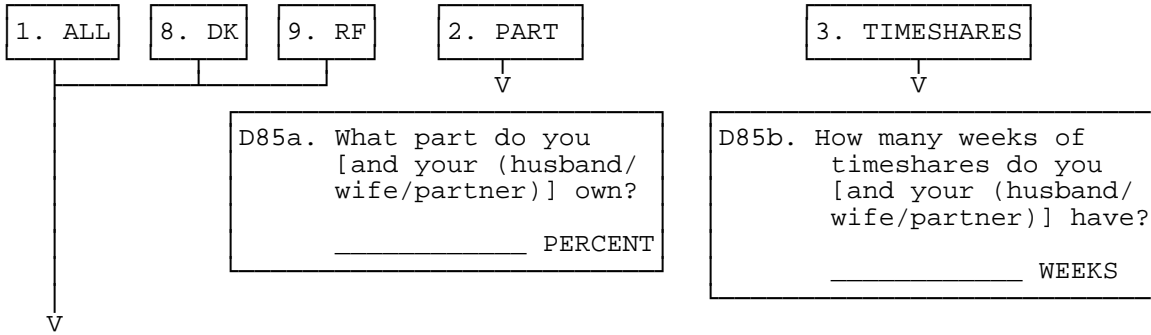 1. ALL 8. DK 9. RF 2. PART 3. TIMESHARES
V V
D85a. What part do you
[and your (husband/
wife/partner)] own?
____________ PERCENT
D85b. How many weeks of
timeshares do you
[and your (husband/
wife/partner)] have?
____________ WEEKS
V